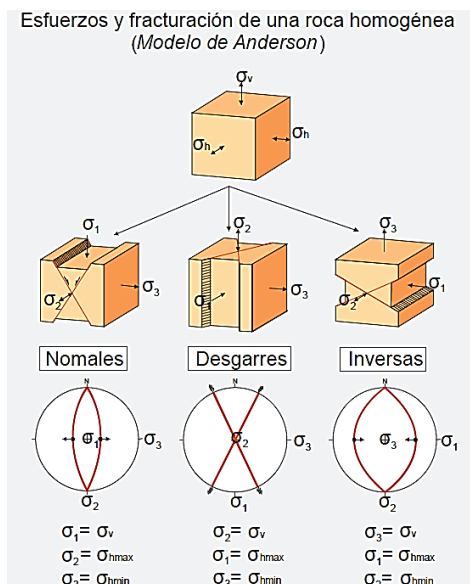 Esfuerzos y fracturación de una roca homogénea
(Modelo de Anderson)
σv
σh
σh
σ1
σ2
σ3
σ2
σ1
σ3
σ3
σ2
σ1
Nomales
Desgarres
Inversas
N
N
N
σ1
σ3
σ2
σ2
σ3
σ1
σ3
σ1
σ2
σ1= σv
σ2= σv
σ3= σv
σ2= σhmax
σ1= σhmax
σ1= σhmax
σ3= σhmin
σ3= σhmin
σ2= σhmin